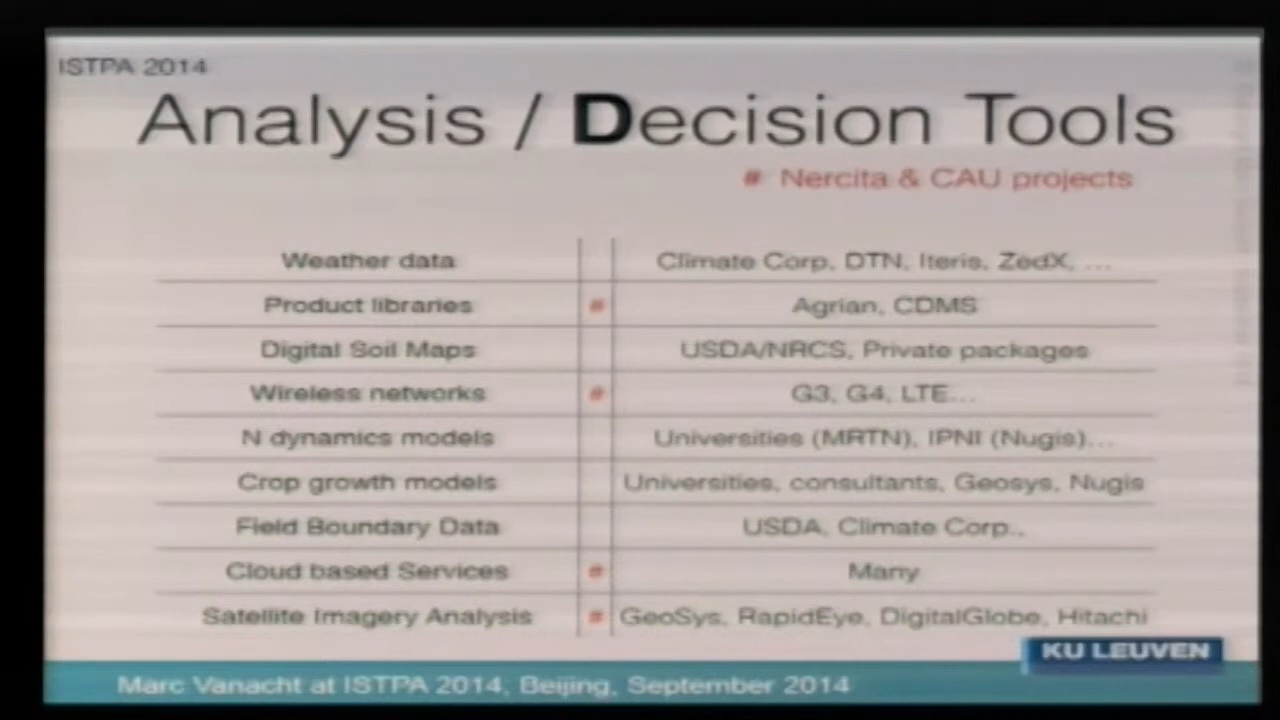 ISTPA 2014
Analysis / Decision Tools
# Nercita & CAU projects
Weather data Climate Corp, DTN, Iteris, ZedX, ...
Product libraries # Agrian, CDMS
Digital Soil Maps USDA/NRCS, Private packages
Wireless networks # G3, G4, LTE...
N dynamics models Universities (MRTN), IPNI (Nugis)...
Crop growth models Universities, consultants, Geosys, Nugis
Field Boundary Data USDA, Climate Corp.,
Cloud based Services # Many
Satellite Imagery Analysis # GeoSys, RapidEye, DigitalGlobe, Hitachi
KU LEUVEN
Marc Vanacht at ISTPA 2014, Beijing, September 2014